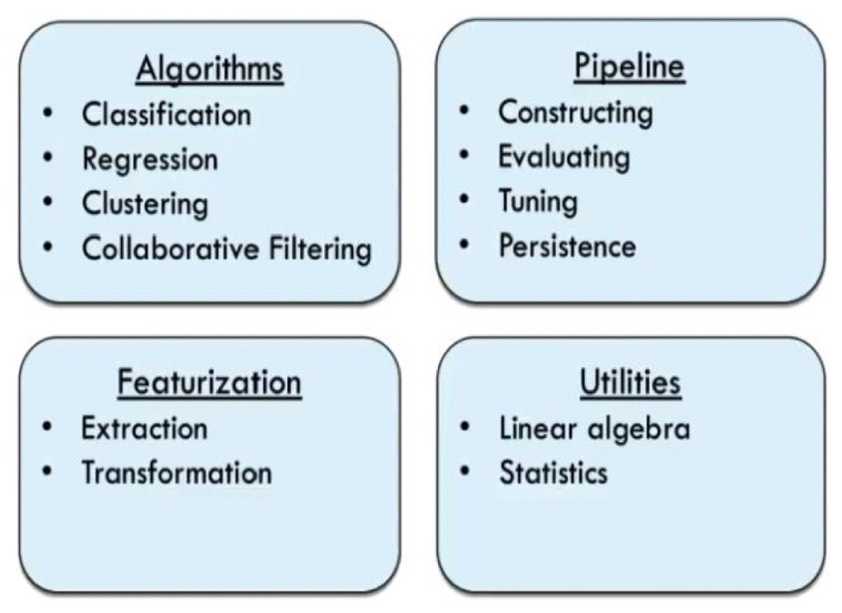 Algorithms
• Classification
• Regression
• Clustering
• Collaborative Filtering
Pipeline
• Constructing
• Evaluating
• Tuning
• Persistence
Featurization
• Extraction
• Transformation
Utilities
• Linear algebra
• Statistics